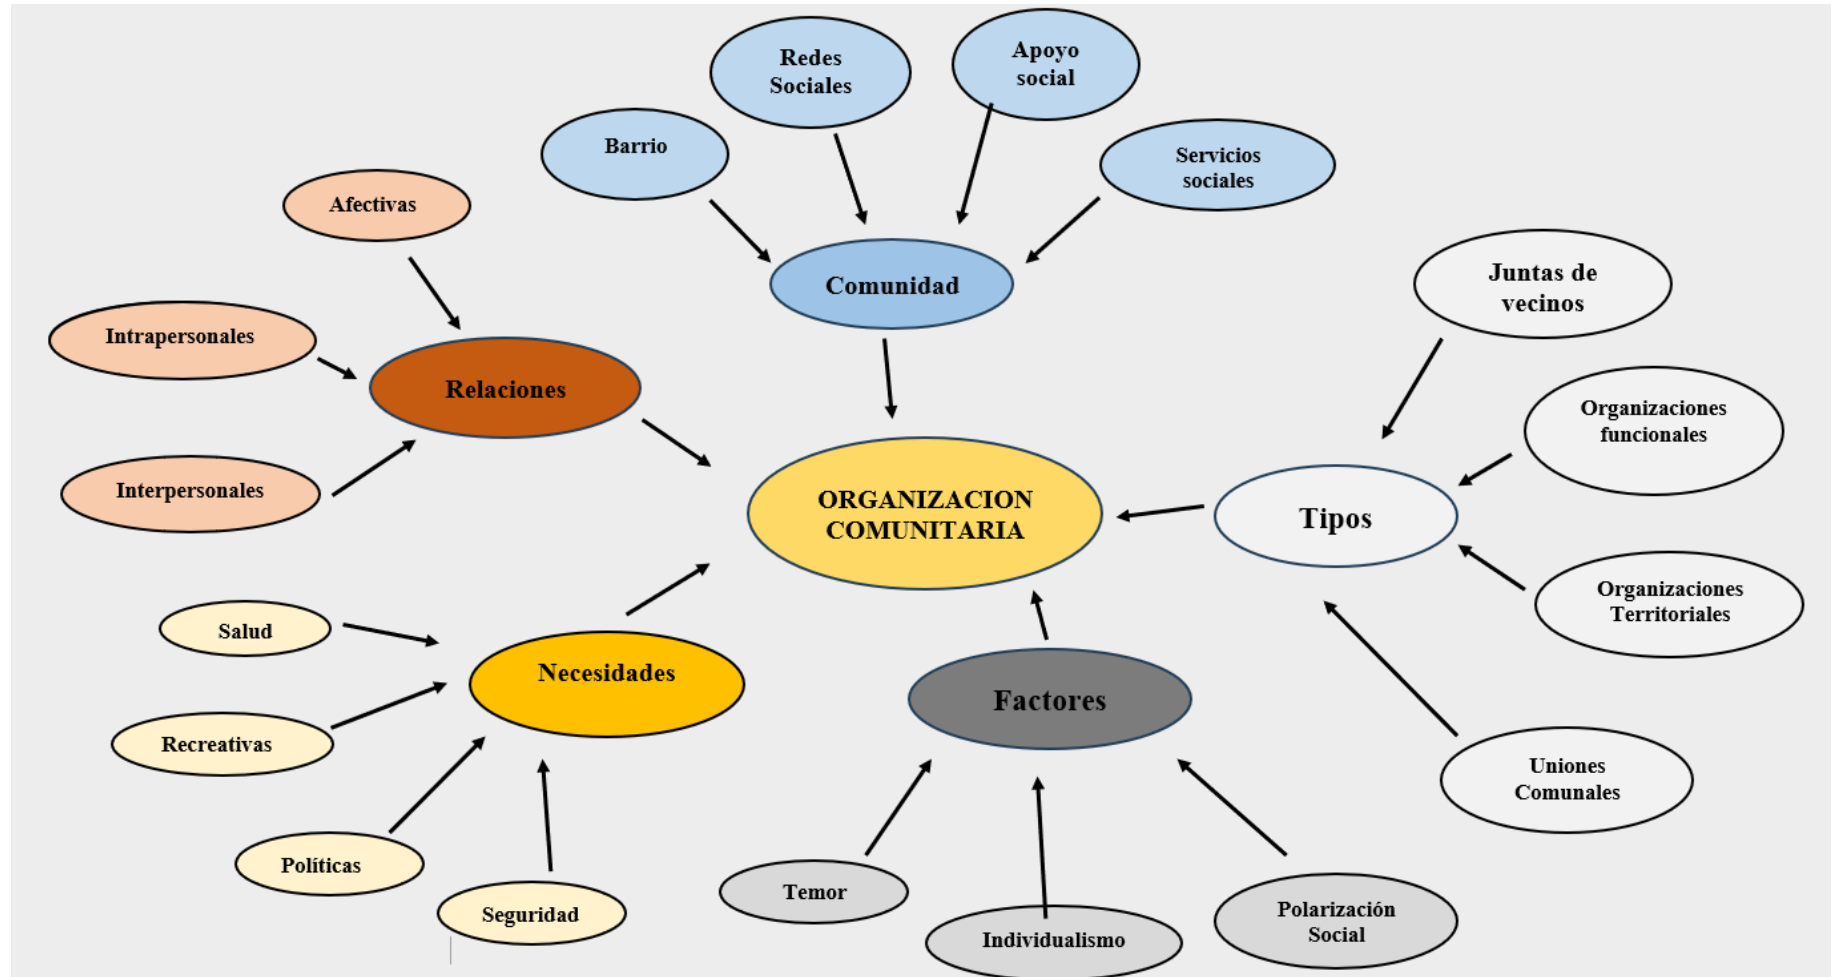 Redes
Sociales
Apoyo
social
Barrio
Servicios
sociales
Afectivas
Comunidad
Juntas de
vecinos
Intrapersonales
Relaciones
Interpersonales
Organizaciones
funcionales
ORGANIZACION
COMUNITARIA
Tipos
Organizaciones
Territoriales
Salud
Necesidades
Factores
Recreativas
Uniones
Comunales
Políticas
Seguridad
Temor
Individualismo
Polarización
Social